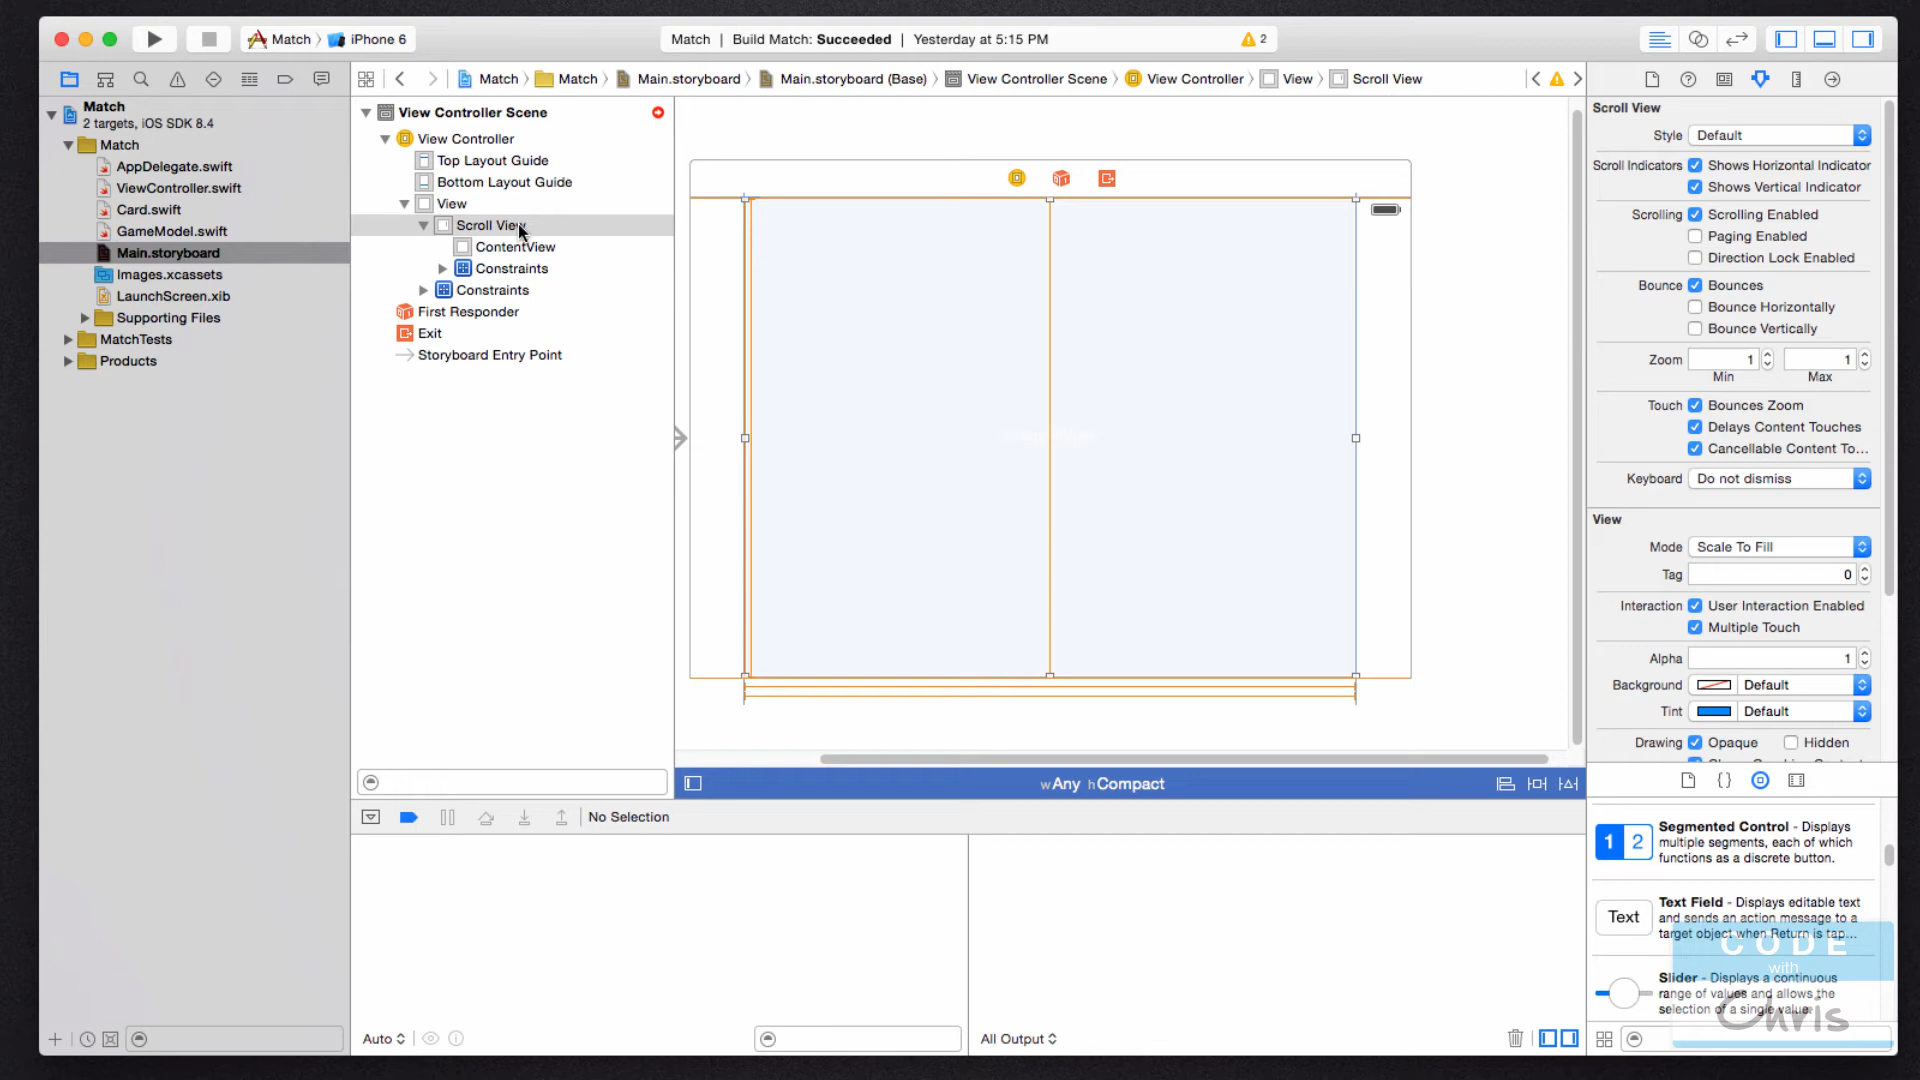 Match
iPhone 6
Match | Build Match: Succeeded | Yesterday at 5:15 PM
2
Match
Match
Main.storyboard
Main.storyboard (Base)
View Controller Scene
View Controller
View
Scroll View
Match
2 targets, iOS SDK 8.4
Match
AppDelegate.swift
ViewController.swift
Card.swift
GameModel.swift
Main.storyboard
Images.xcassets
LaunchScreen.xib
Supporting Files
MatchTests
Products
View Controller Scene
View Controller
Top Layout Guide
Bottom Layout Guide
View
Scroll View
ContentView
Constraints
Constraints
First Responder
Exit
Storyboard Entry Point
wAny hCompact
No Selection
Auto
All Output
Scroll View
Style Default
Scroll Indicators Shows Horizontal Indicator
Shows Vertical Indicator
Scrolling Scrolling Enabled
Paging Enabled
Direction Lock Enabled
Bounce Bounces
Bounce Horizontally
Bounce Vertically
Zoom 1 1
Min Max
Touch Bounces Zoom
Delays Content Touches
Cancellable Content To...
Keyboard Do not dismiss
View
Mode Scale To Fill
Tag 0
Interaction User Interaction Enabled
Multiple Touch
Alpha 1
Background Default
Tint Default
Drawing Opaque Hidden
1 2
Segmented Control - Displays
multiple segments, each of which
functions as a discrete button.
Text
Text Field - Displays editable text
and sends an action message to a
target object when Return is tap...
Slider - Displays a continuous
range of values and allows the
selection of a single value.
CODE
with
Chris